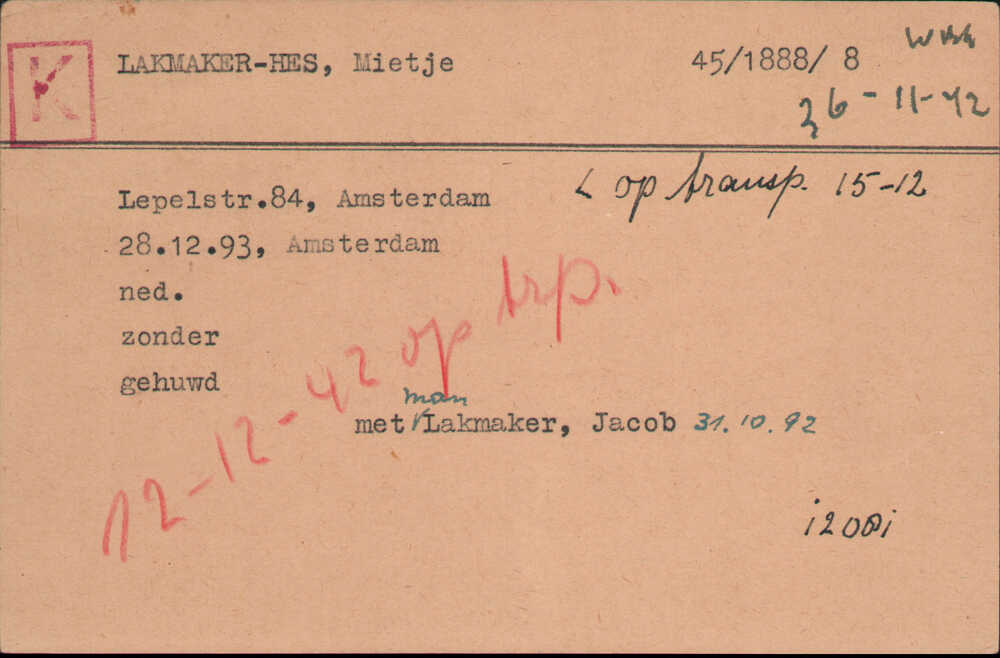 K
LAKMAKER-HES, Mietje 45/1888/ 8
26-11-42
Lepelstr.84, Amsterdam < op transp. 15-12
28.12.93, Amsterdam
ned.
zonder
gehuwd
12-12-42 op trp.
man
met √Lakmaker, Jacob 31.10.92